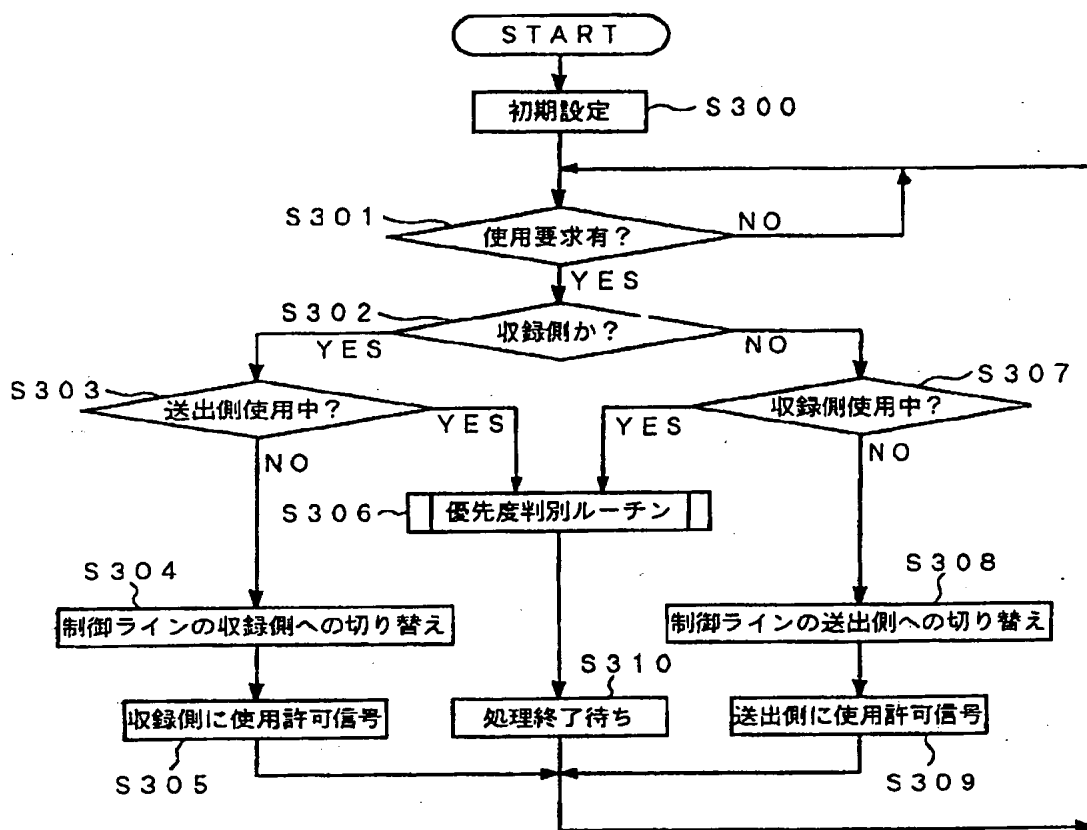 ＳＴＡＲＴ
初期設定
Ｓ３００
Ｓ３０１
使用要求有？
ＮＯ
ＹＥＳ
Ｓ３０２
収録側か？
ＹＥＳ
ＮＯ
Ｓ３０３
送出側使用中？
ＹＥＳ
ＮＯ
Ｓ３０７
収録側使用中？
ＹＥＳ
ＮＯ
Ｓ３０６
優先度判別ルーチン
Ｓ３０４
制御ラインの収録側への切り替え
Ｓ３０８
制御ラインの送出側への切り替え
Ｓ３１０
収録側に使用許可信号
処理終了待ち
送出側に使用許可信号
Ｓ３０５
Ｓ３０９